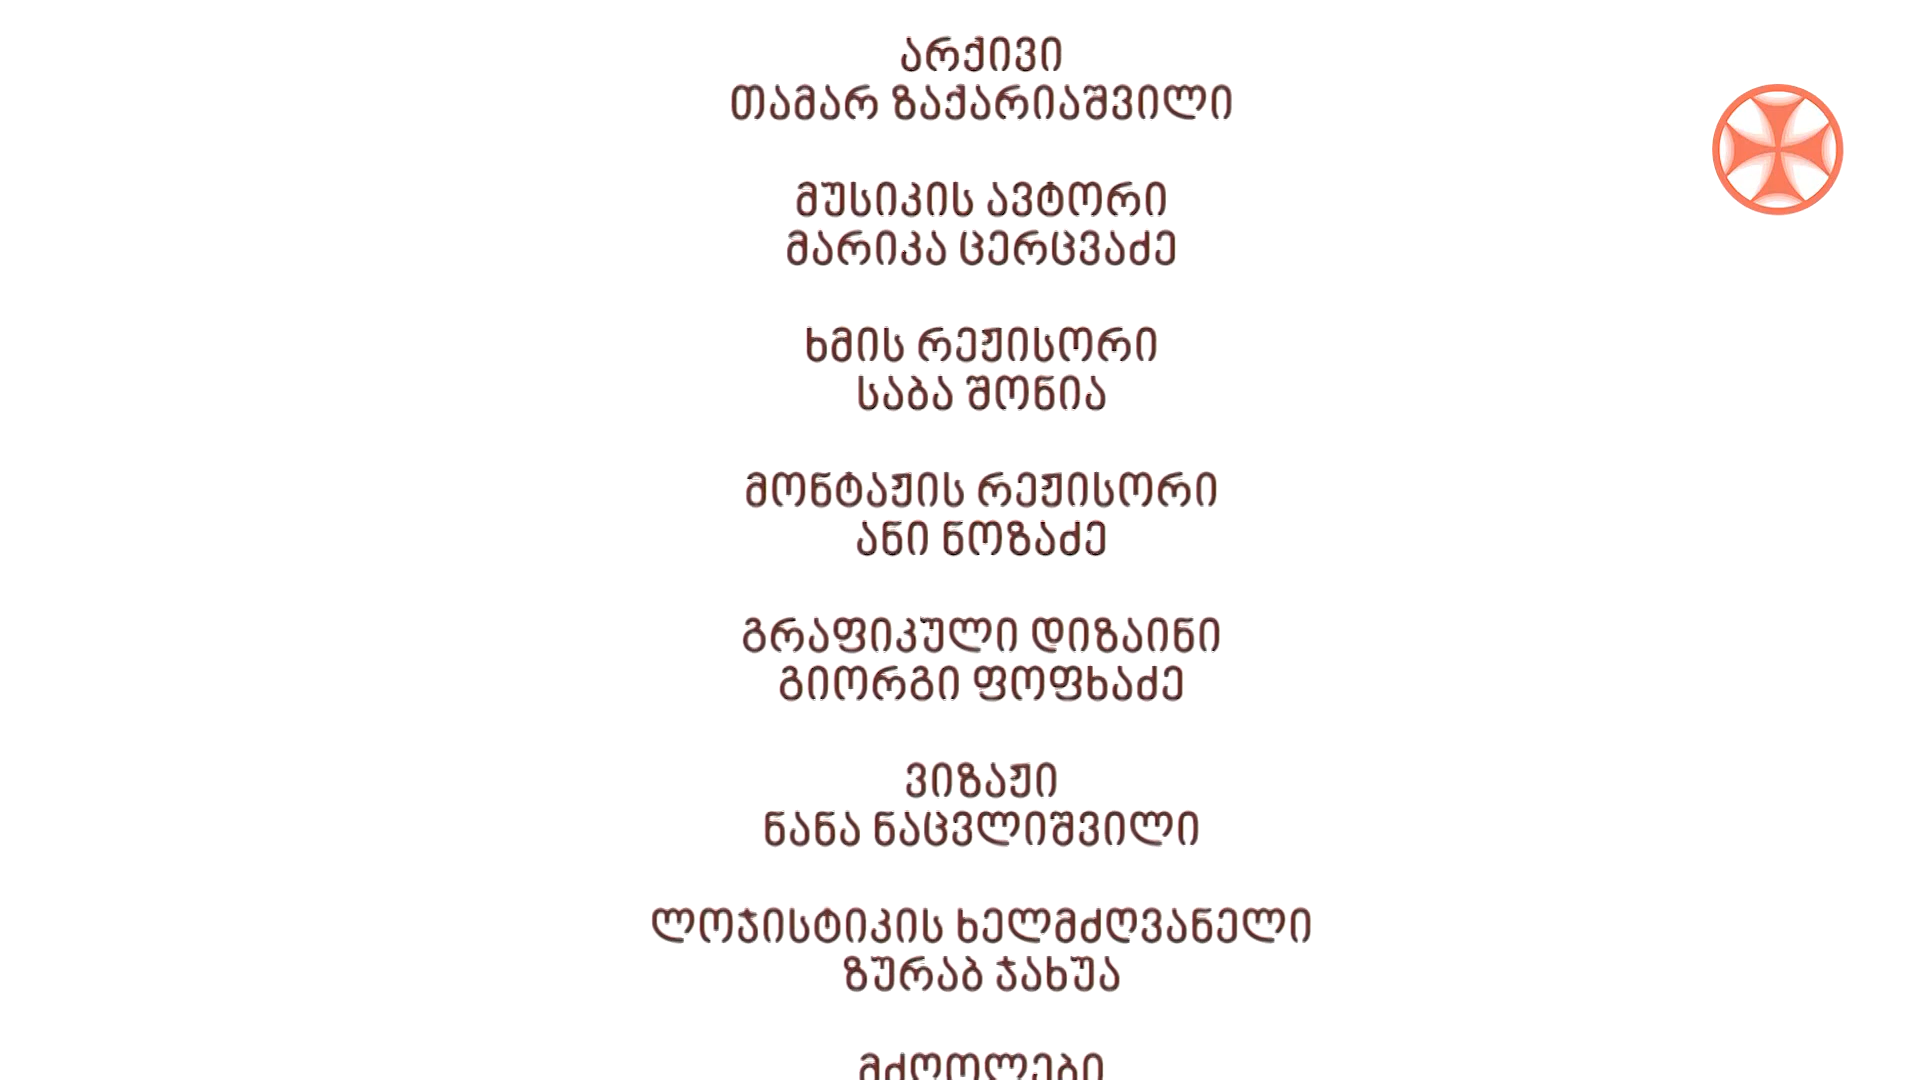 არქივი
თამარ ზაქარიაშვილი
მუსიკის ავტორი
მარიკა ცერცვაძე
ხმის რეჟისორი
საბა შონია
მონტაჟის რეჟისორი
ანი ნოზაძე
გრაფიკული დიზაინი
გიორგი ფოფხაძე
ვიზაჟი
ნანა ნაცვლიშვილი
ლოჯისტიკის ხელმძღვანელი
ზურაბ ჯახუა
მძღოლები